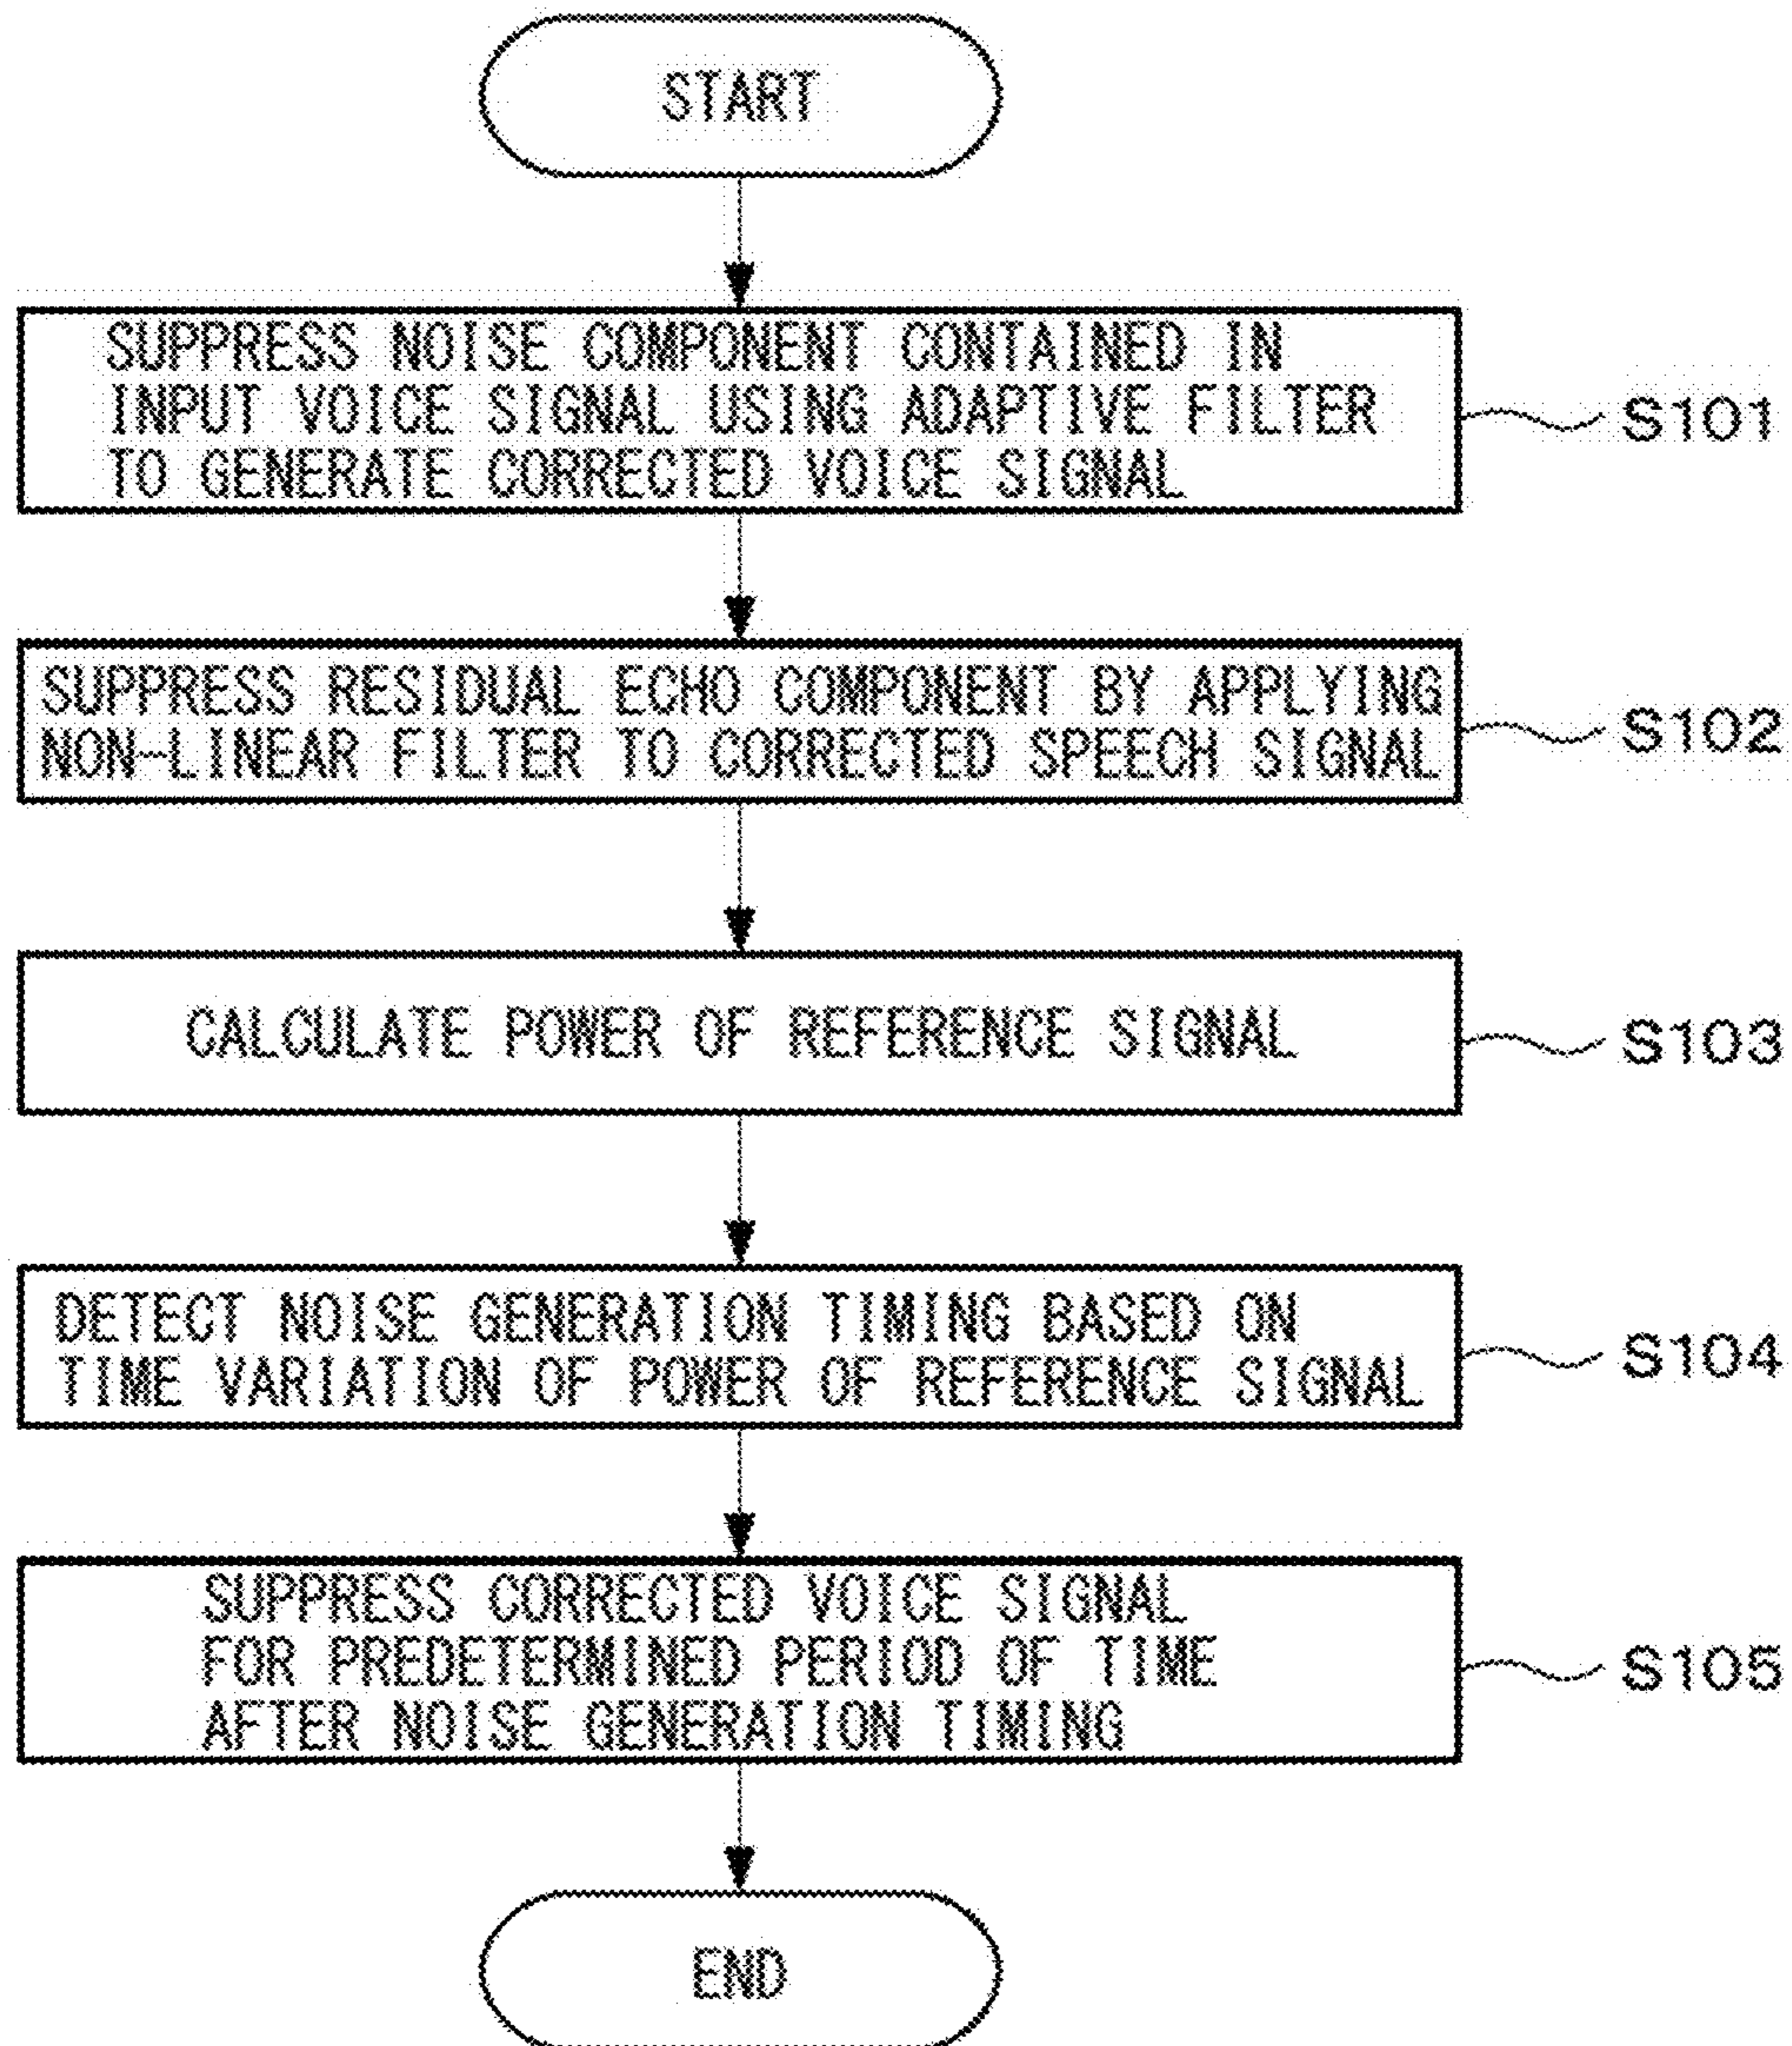 START
SUPPRESS NOISE COMPONENT CONTAINED IN
INPUT VOICE SIGNAL USING ADAPTIVE FILTER
TO GENERATE CORRECTED VOICE SIGNAL
S101
SUPPRESS RESIDUAL ECHO COMPONENT BY APPLYING
NON-LINEAR FILTER TO CORRECTED SPEECH SIGNAL
S102
CALCULATE POWER OF REFERENCE SIGNAL
S103
DETECT NOISE GENERATION TIMING BASED ON
TIME VARIATION OF POWER OF REFERENCE SIGNAL
S104
SUPPRESS CORRECTED VOICE SIGNAL
FOR PREDETERMINED PERIOD OF TIME
AFTER NOISE GENERATION TIMING
S105
END